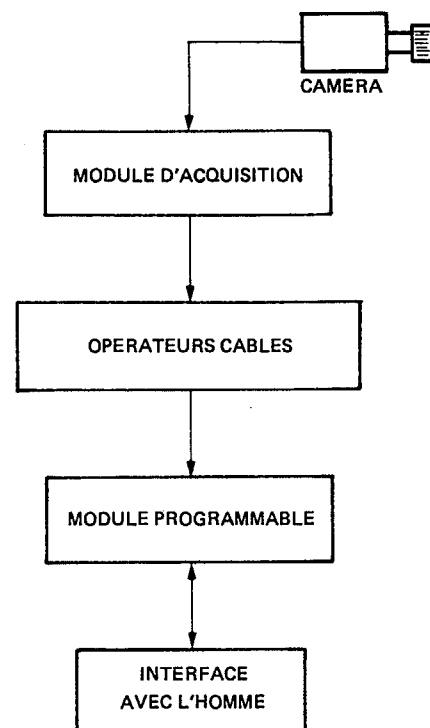 CAMERA
MODULE D'ACQUISITION
OPERATEURS CABLES
MODULE PROGRAMMABLE
INTERFACE
AVEC L'HOMME